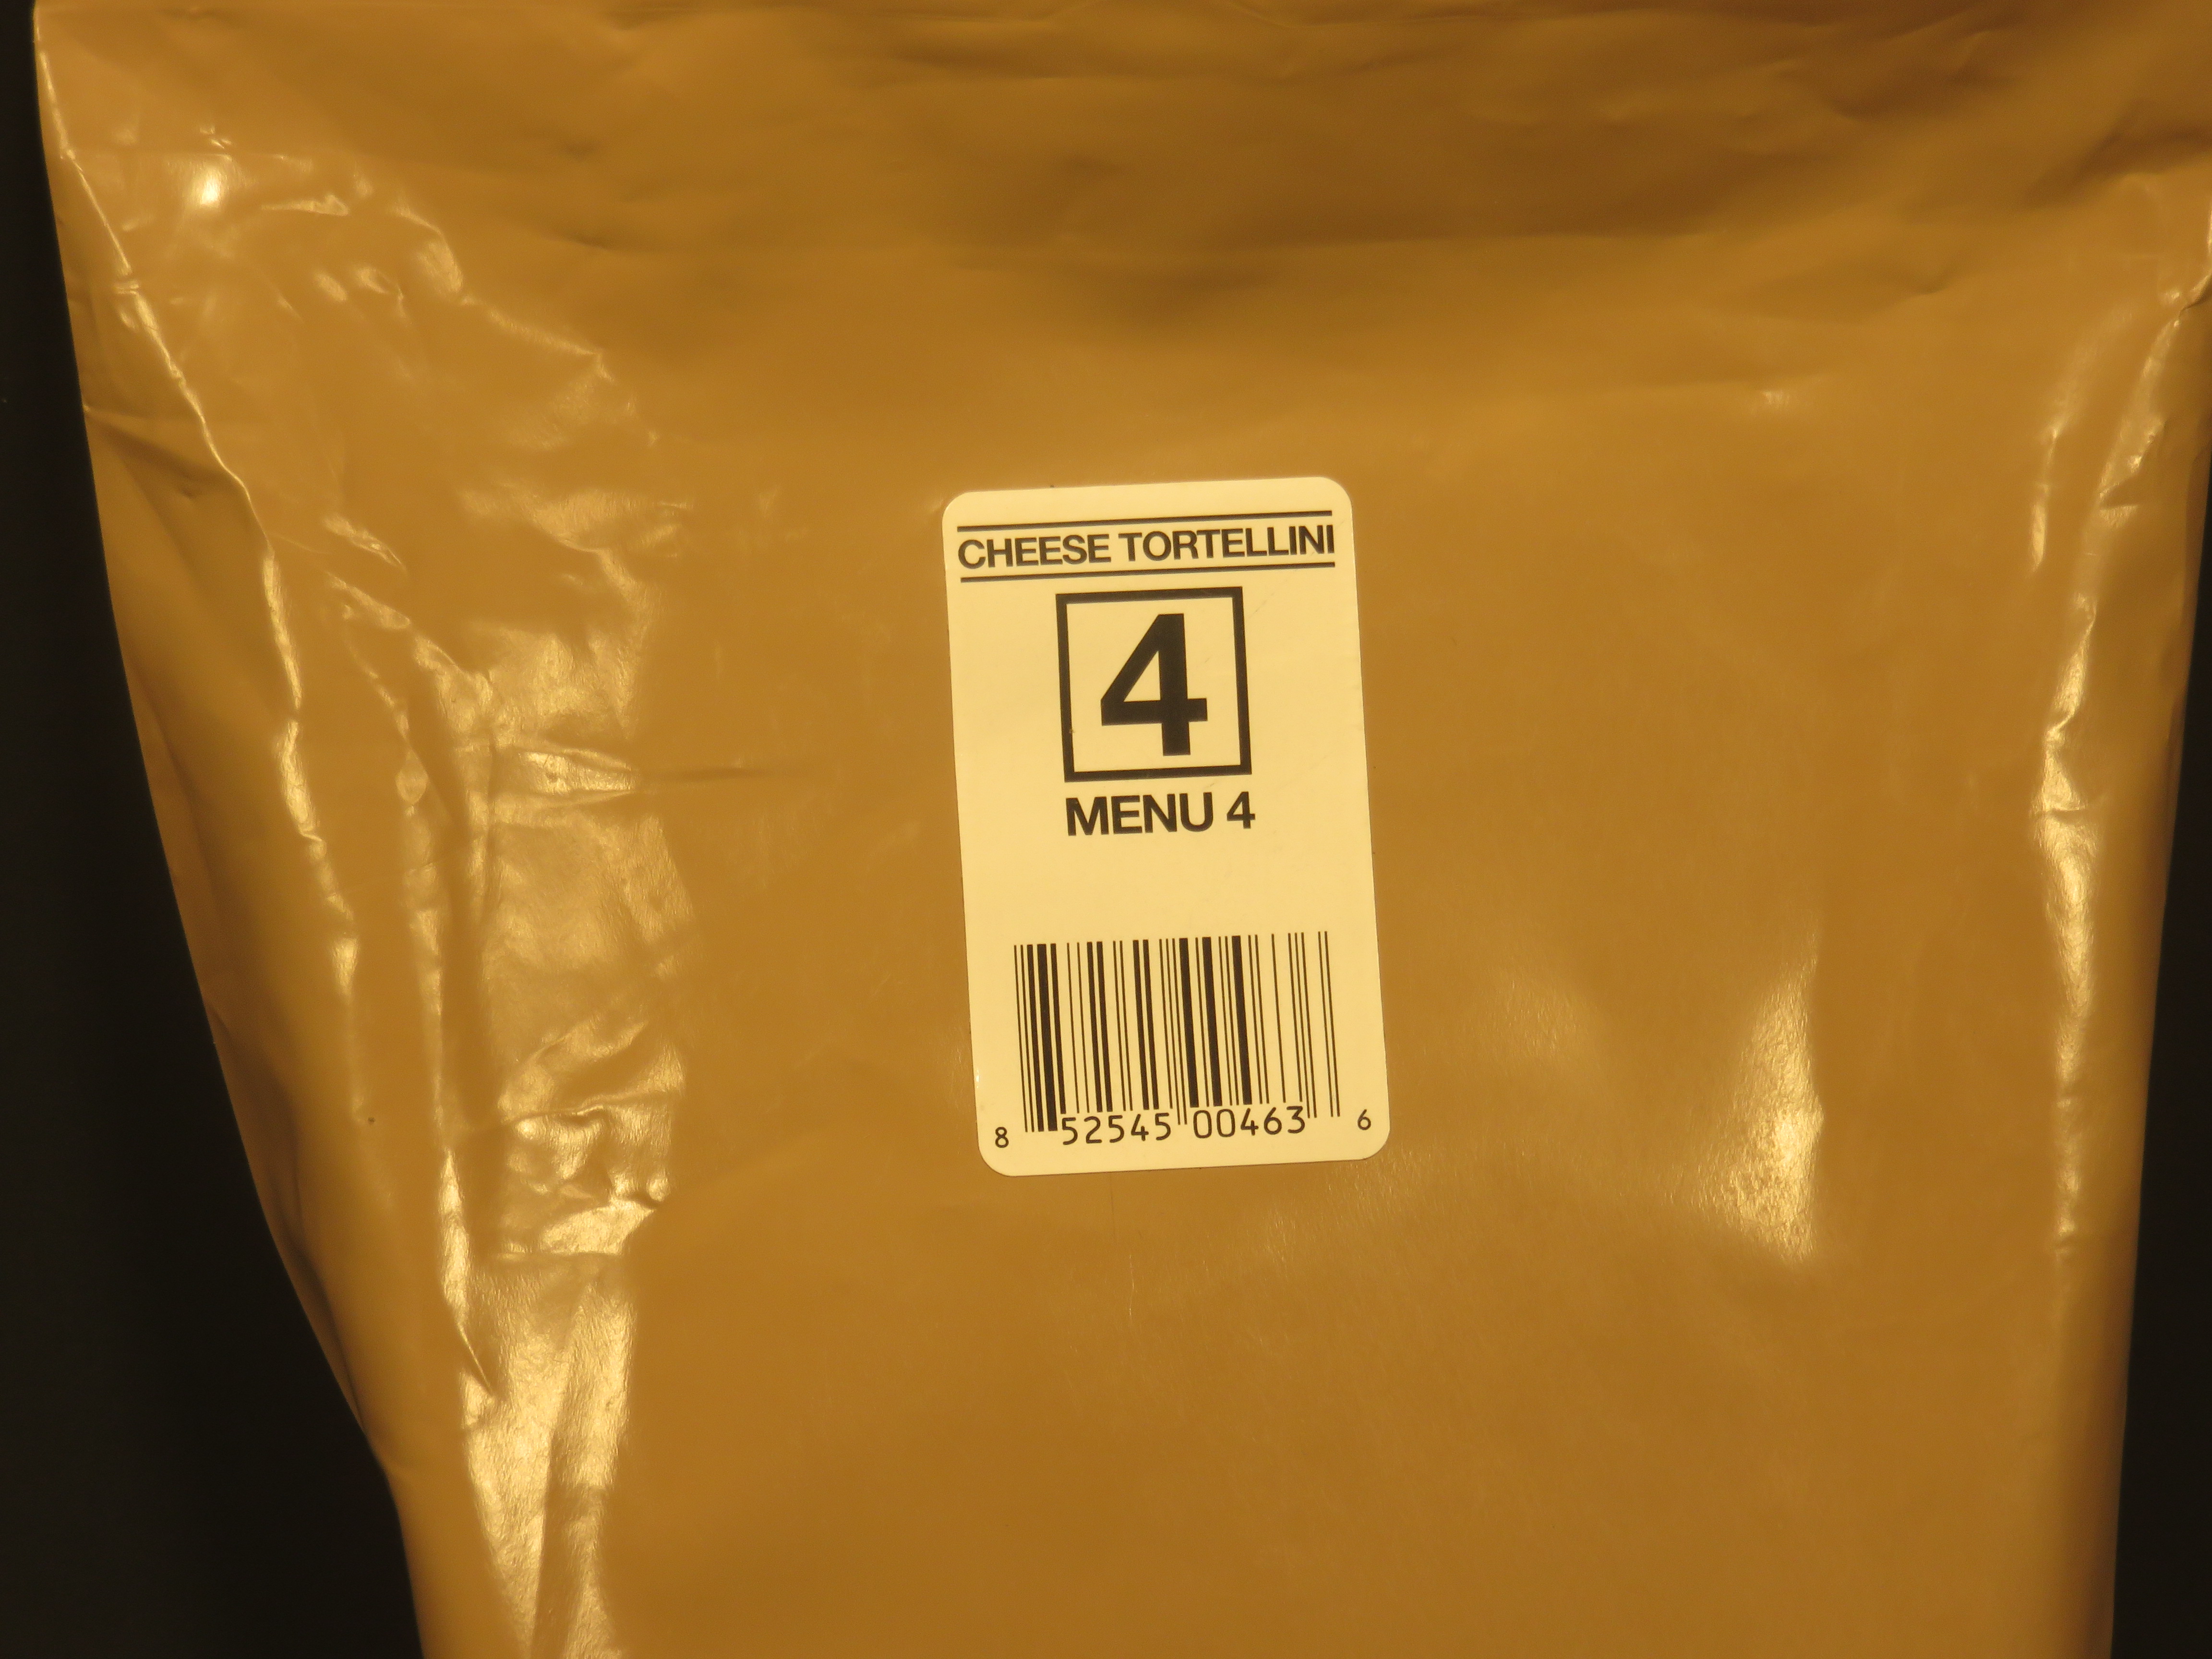 CHEESE TORTELLINI
4
MENU 4
8 52545 00463 6